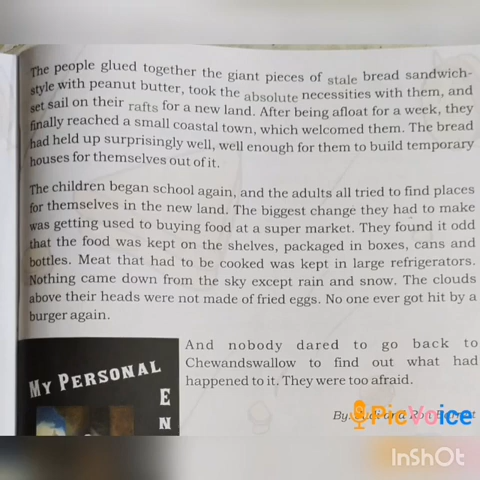 The people glued together the giant pieces of stale bread sandwich-
style with peanut butter, took the absolute necessities with them, and
set sail on their rafts for a new land. After being afloat for a week, they
finally reached a small coastal town, which welcomed them. The bread
had held up surprisingly well, well enough for them to build temporary
houses for themselves out of it.
The children began school again, and the adults all tried to find places
for themselves in the new land. The biggest change they had to make
was getting used to buying food at a super market. They found it odd
that the food was kept on the shelves, packaged in boxes, cans and
bottles. Meat that had to be cooked was kept in large refrigerators.
Nothing came down from the sky except rain and snow. The clouds
above their heads were not made of fried eggs. No one ever got hit by a
burger again.
And nobody dared to go back to
Chewandswallow to find out what had
happened to it. They were too afraid.
MY PERSONAL
E
N
By: and Ron
PicVoice
InShOt